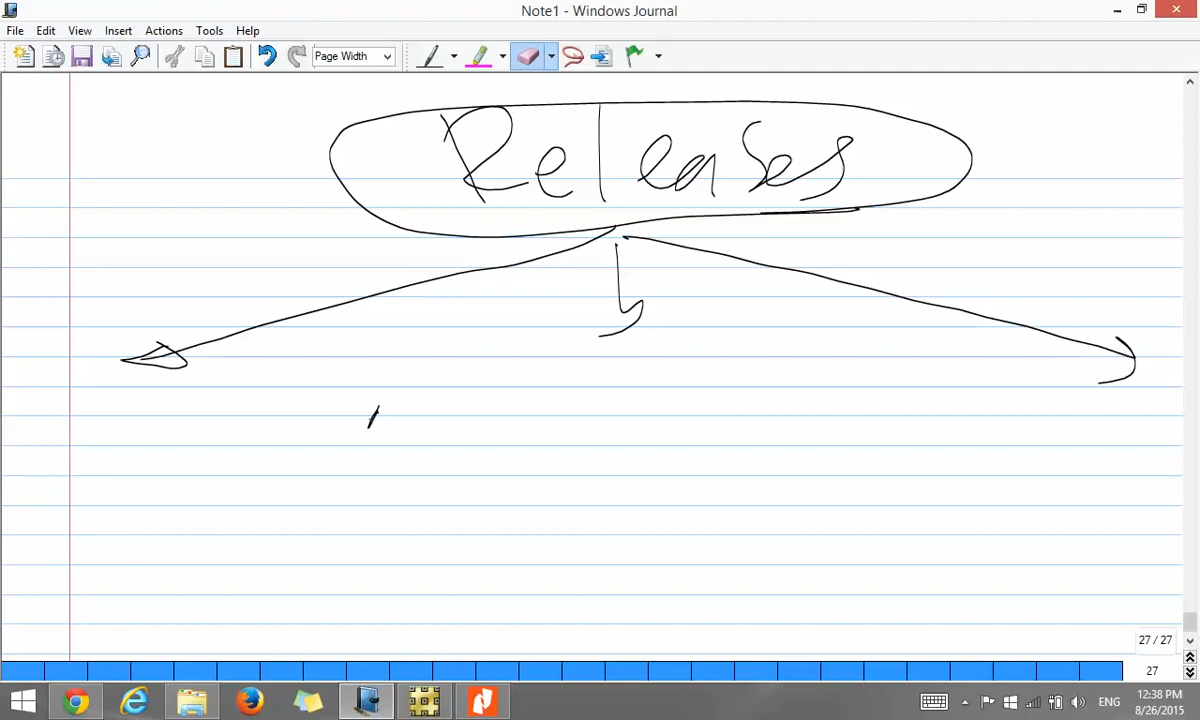 Note1 - Windows Journal
File Edit View Insert Actions Tools Help
Page Width
Releases
27 / 27
27
ENG
12:38 PM
8/26/2015